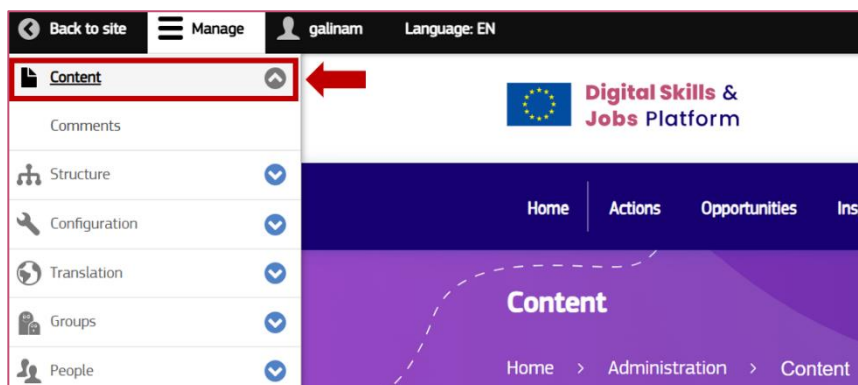 Back to site Manage galinam Language: EN
Content
Comments
Structure
Configuration
Translation
Groups
People
Digital Skills &
Jobs Platform
Home Actions Opportunities Ins
Content
Home > Administration > Content